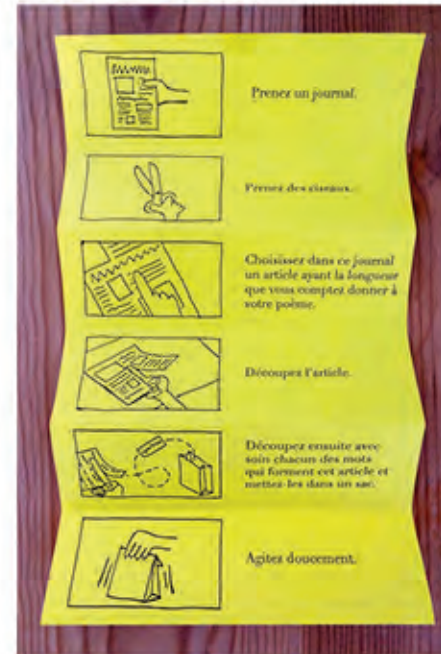 Prenez un journal.
Prenez des ciseaux.
Choisissez dans ce journal
un article ayant la longueur
que vous comptez donner à
votre poème.
Découpez l'article.
Découpez ensuite avec
soin chacun des mots
qui forment cet article et
mettez-les dans un sac.
Agitez doucement.